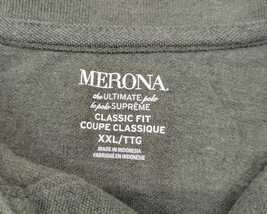 MERONA.
the ULTIMATE polo
le polo SUPRÊME
CLASSIC FIT
COUPE CLASSIQUE
XXL/TTG
MADE IN INDONESIA
FABRIQUÉ EN INDONÉSIE